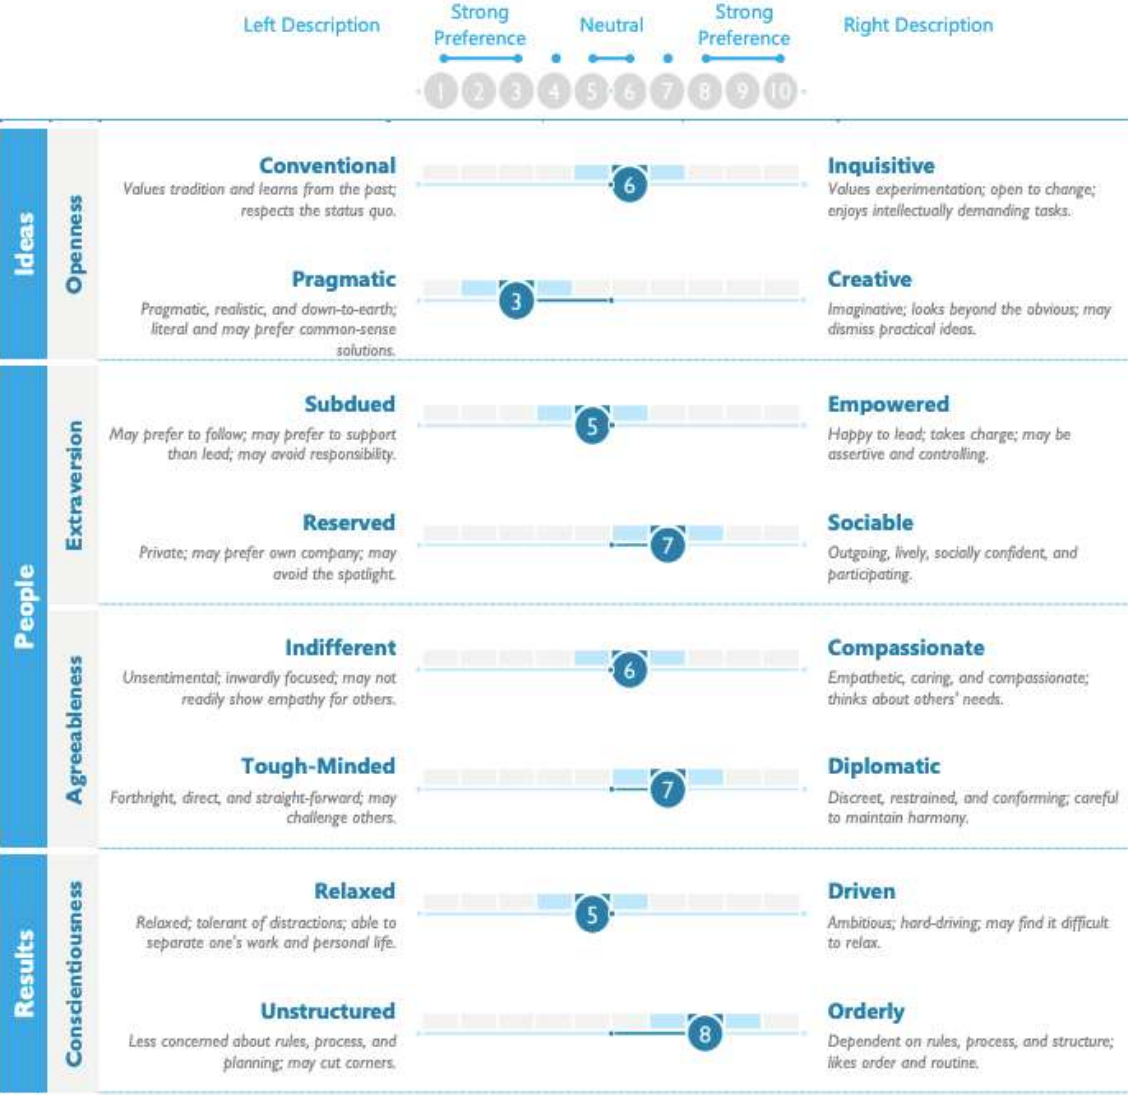 Left Description
Strong
Preference
Neutral
Strong
Preference
Right Description
1 2 3 4 5 6 7 8 9 10
Ideas
Openness
Conventional
Values tradition and learns from the past;
respects the status quo.
6
Inquisitive
Values experimentation; open to change;
enjoys intellectually demanding tasks.
Pragmatic
Pragmatic, realistic, and down-to-earth;
literal and may prefer common-sense
solutions.
3
Creative
Imaginative; looks beyond the obvious; may
dismiss practical ideas.
People
Extraversion
Subdued
May prefer to follow; may prefer to support
than lead; may avoid responsibility.
5
Empowered
Happy to lead; takes charge; may be
assertive and controlling.
Reserved
Private; may prefer own company; may
avoid the spotlight.
7
Sociable
Outgoing, lively, socially confident, and
participating.
Agreeableness
Indifferent
Unsentimental; inwardly focused; may not
readily show empathy for others.
6
Compassionate
Empathetic, caring, and compassionate;
thinks about others' needs.
Tough-Minded
Forthright, direct, and straight-forward; may
challenge others.
7
Diplomatic
Discreet, restrained, and conforming; careful
to maintain harmony.
Results
Conscientiousness
Relaxed
Relaxed; tolerant of distractions; able to
separate one's work and personal life.
5
Driven
Ambitious; hard-driving; may find it difficult
to relax.
Unstructured
Less concerned about rules, process, and
planning; may cut corners.
8
Orderly
Dependent on rules, process, and structure;
likes order and routine.